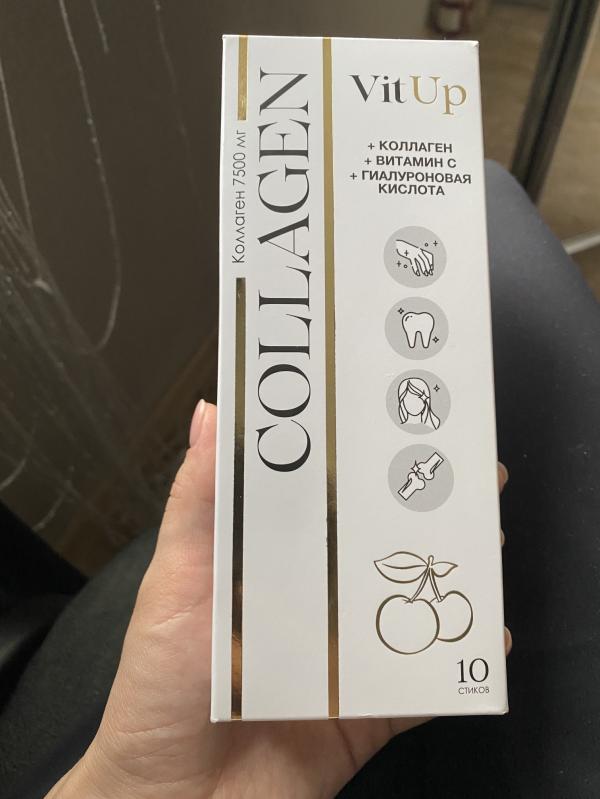 Коллаген 7500 мг
COLLAGEN
VitUp
+ КОЛЛАГЕН
+ ВИТАМИН С
+ ГИАЛУРОНОВАЯ
КИСЛОТА
10
СТИКОВ